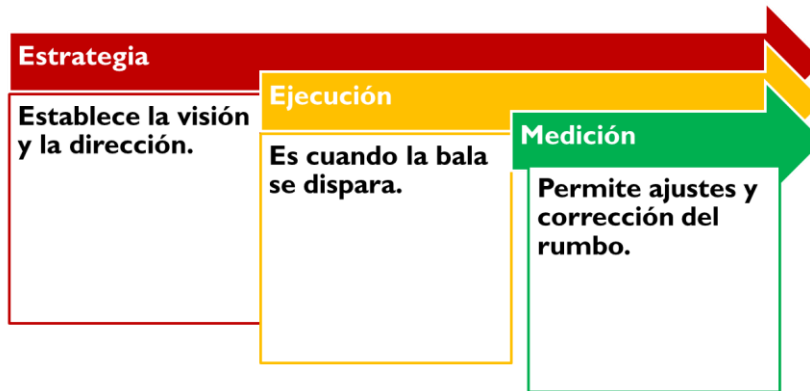 Estrategia
Establece la visión
y la dirección.
Ejecución
Es cuando la bala
se dispara.
Medición
Permite ajustes y
corrección del
rumbo.